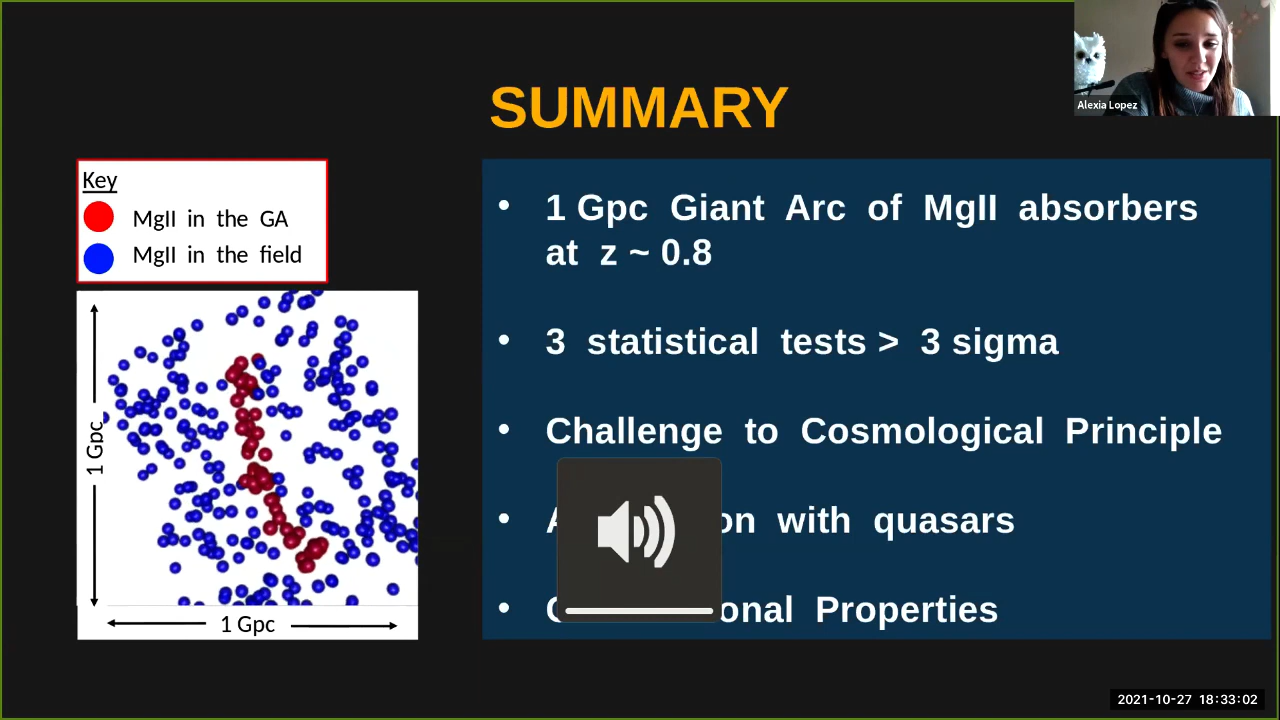 Alexia Lopez
SUMMARY
Key
MgII in the GA
MgII in the field
1 Gpc
1 Gpc
• 1 Gpc Giant Arc of MgII absorbers
at z ~ 0.8
• 3 statistical tests > 3 sigma
• Challenge to Cosmological Principle
• with quasars
• Properties
2021-10-27 18:33:02